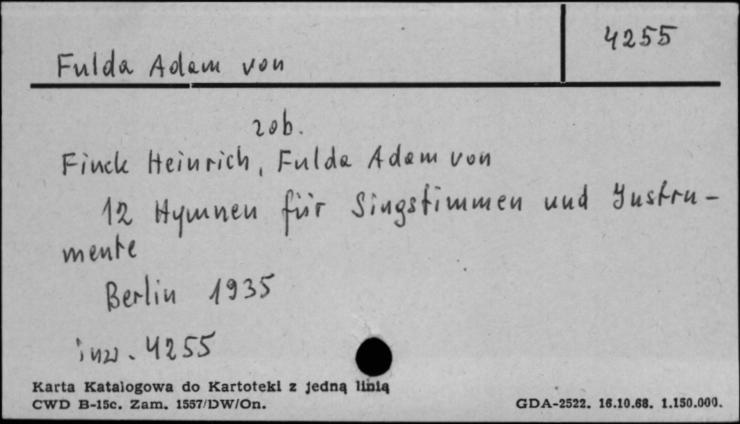 4255
Fulda Adam von
zob.
Finck Heinrich, Fulda Adam von
12 Hymnen für Singstimmen und Instru-
mente
Berlin 1935
inw. 4255
Karta Katalogowa do Kartoteki z jedną linią
CWD B-15c. Zam. 1557/DW/On.
GDA-2522. 16.10.68. 1.150.000.